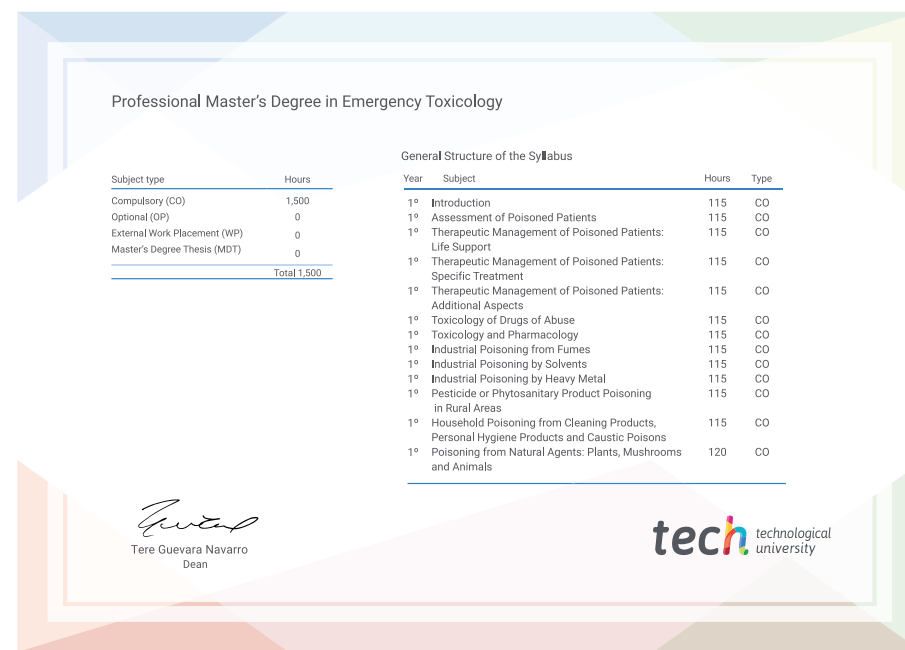 Professional Master's Degree in Emergency Toxicology
Subject type Hours
Compulsory (CO) 1,500
Optional (OP) 0
External Work Placement (WP) 0
Master's Degree Thesis (MDT) 0
Total 1,500
General Structure of the Syllabus
Year Subject Hours Type
1º Introduction 115 CO
1º Assessment of Poisoned Patients 115 CO
1º Therapeutic Management of Poisoned Patients: 115 CO
Life Support
1º Therapeutic Management of Poisoned Patients: 115 CO
Specific Treatment
1º Therapeutic Management of Poisoned Patients: 115 CO
Additional Aspects
1º Toxicology of Drugs of Abuse 115 CO
1º Toxicology and Pharmacology 115 CO
1º Industrial Poisoning from Fumes 115 CO
1º Industrial Poisoning by Solvents 115 CO
1º Industrial Poisoning by Heavy Metal 115 CO
1º Pesticide or Phytosanitary Product Poisoning 115 CO
in Rural Areas
1º Household Poisoning from Cleaning Products, 115 CO
Personal Hygiene Products and Caustic Poisons
1º Poisoning from Natural Agents: Plants, Mushrooms 120 CO
and Animals
Tere Guevara Navarro
Dean
tech technological
university